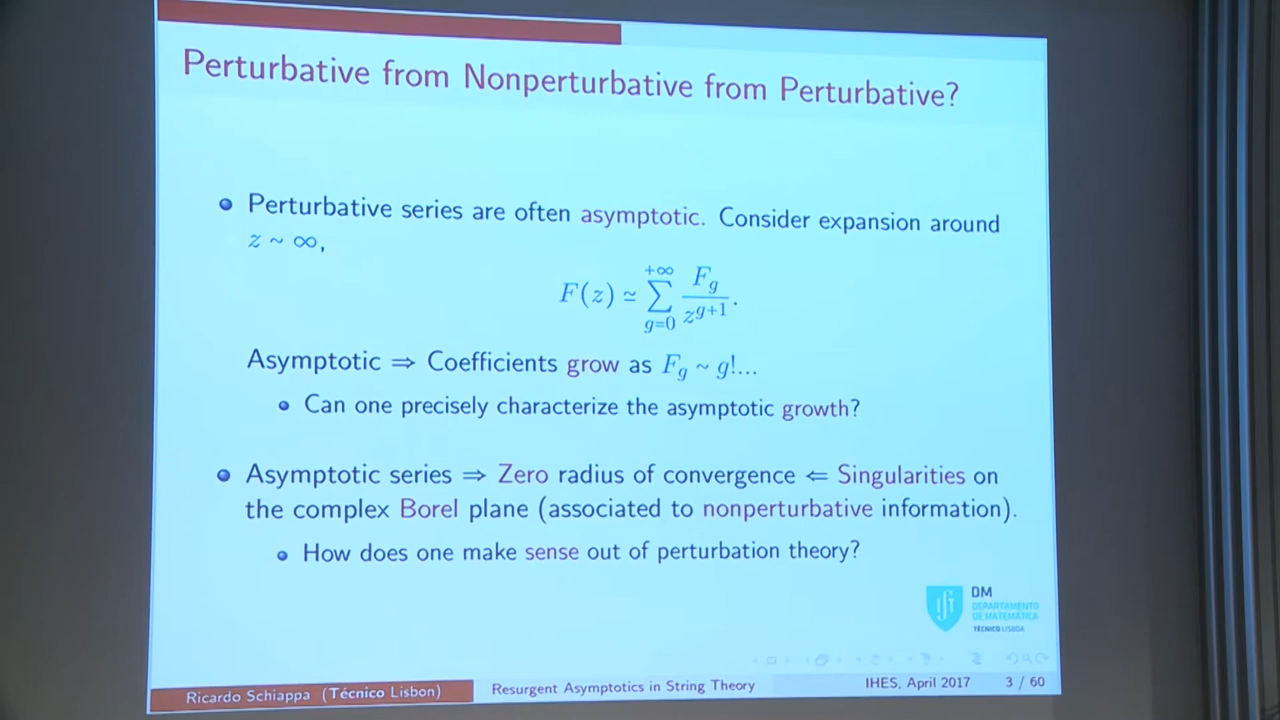 Perturbative from Nonperturbative from Perturbative?
Perturbative series are often asymptotic. Consider expansion around
z ~ ∞,
F(z) ≃ ∑_{g=0}^{+∞} F_g / z^{g+1}.
Asymptotic ⇒ Coefficients grow as F_g ~ g!...
Can one precisely characterize the asymptotic growth?
Asymptotic series ⇒ Zero radius of convergence ⇐ Singularities on
the complex Borel plane (associated to nonperturbative information).
How does one make sense out of perturbation theory?
DM
DEPARTAMENTO
DE MATEMÁTICA
TÉCNICO LISBOA
Ricardo Schiappa (Técnico Lisbon) Resurgent Asymptotics in String Theory IHES, April 2017 3 / 60